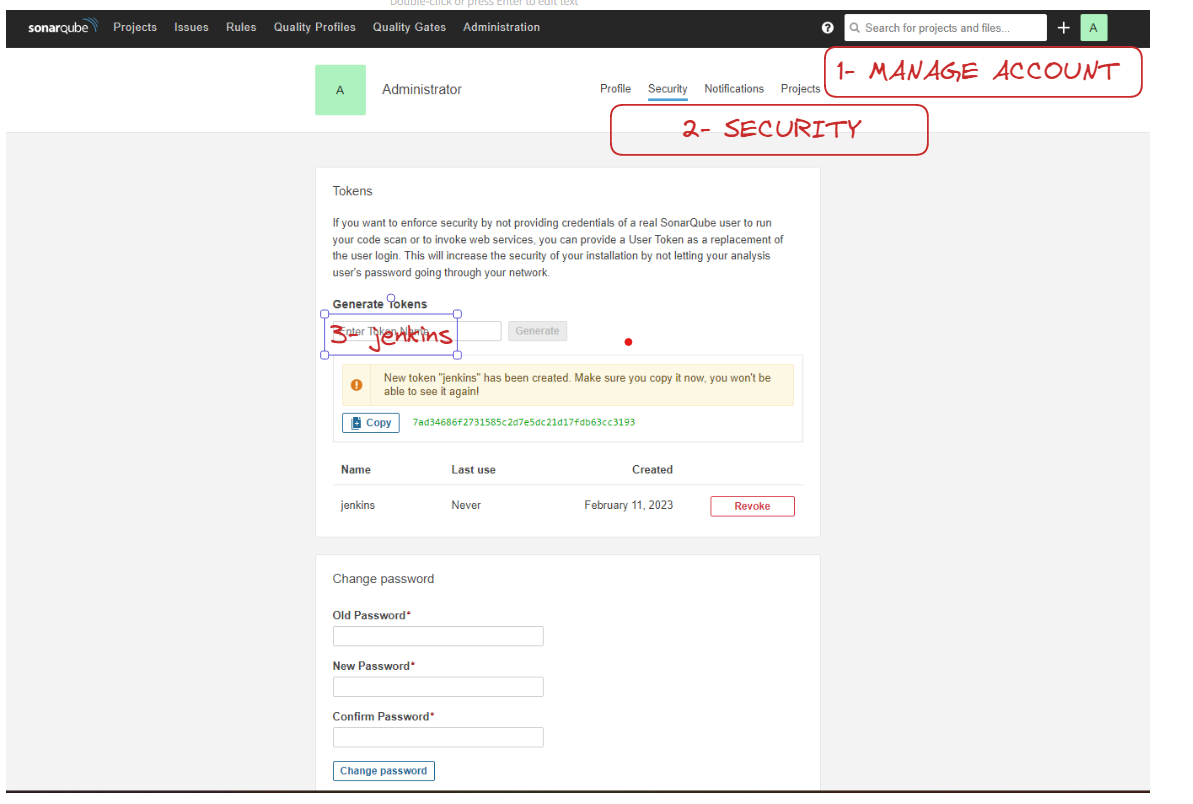 Double-click or press Enter to edit text
sonarqube Projects Issues Rules Quality Profiles Quality Gates Administration ? Search for projects and files... + A
1- MANAGE ACCOUNT
A Administrator Profile Security Notifications Projects
2- SECURITY
Tokens
If you want to enforce security by not providing credentials of a real SonarQube user to run
your code scan or to invoke web services, you can provide a User Token as a replacement of
the user login. This will increase the security of your installation by not letting your analysis
user's password going through your network.
Generate Tokens
Enter Token Name Generate
3- jenkins
New token "jenkins" has been created. Make sure you copy it now, you won't be
able to see it again!
Copy 7ad34686f2731585c2d7e5dc21d17fdb63cc3193
Name Last use Created
jenkins Never February 11, 2023 Revoke
Change password
Old Password*
New Password*
Confirm Password*
Change password